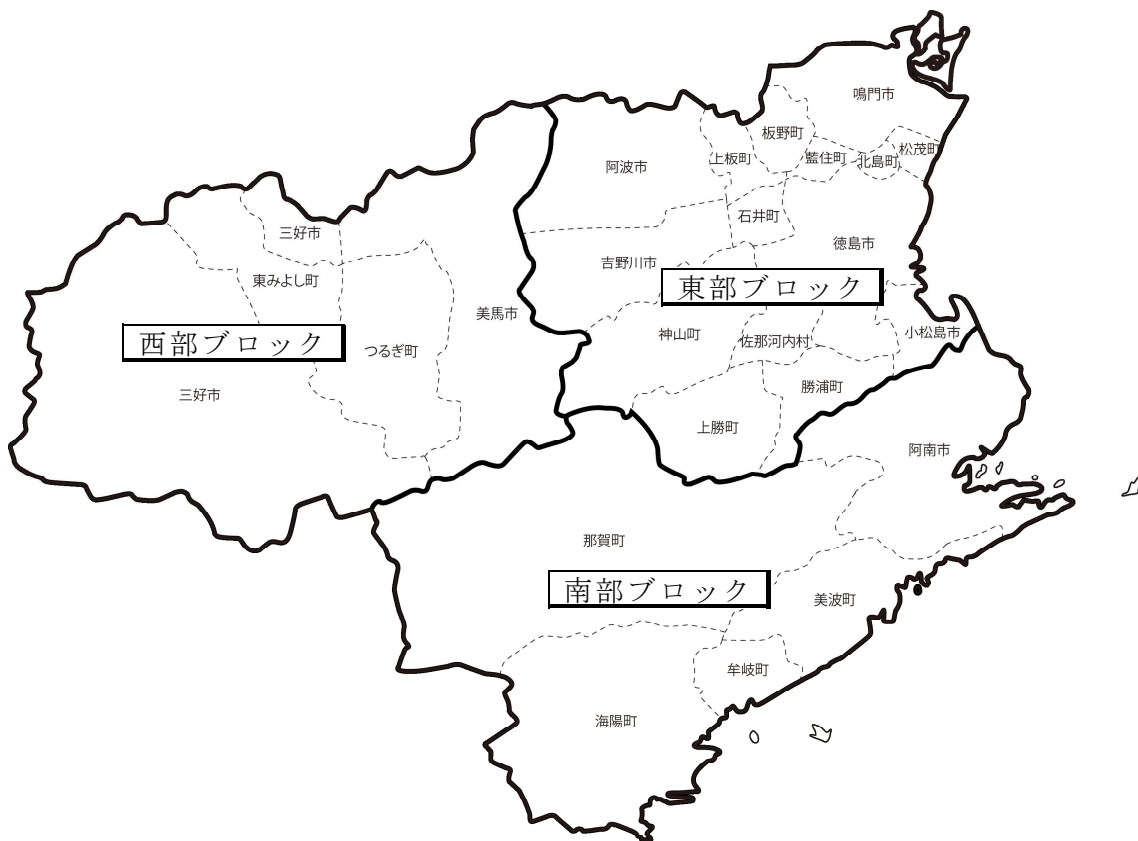 鳴門市
板野町
松茂町
上板町
藍住町
北島町
阿波市
石井町
三好市
徳島市
吉野川市
東みよし町
東部ブロック
美馬市
神山町
佐那河内村
小松島市
西部ブロック
つるぎ町
勝浦町
三好市
上勝町
阿南市
那賀町
南部ブロック
美波町
牟岐町
海陽町